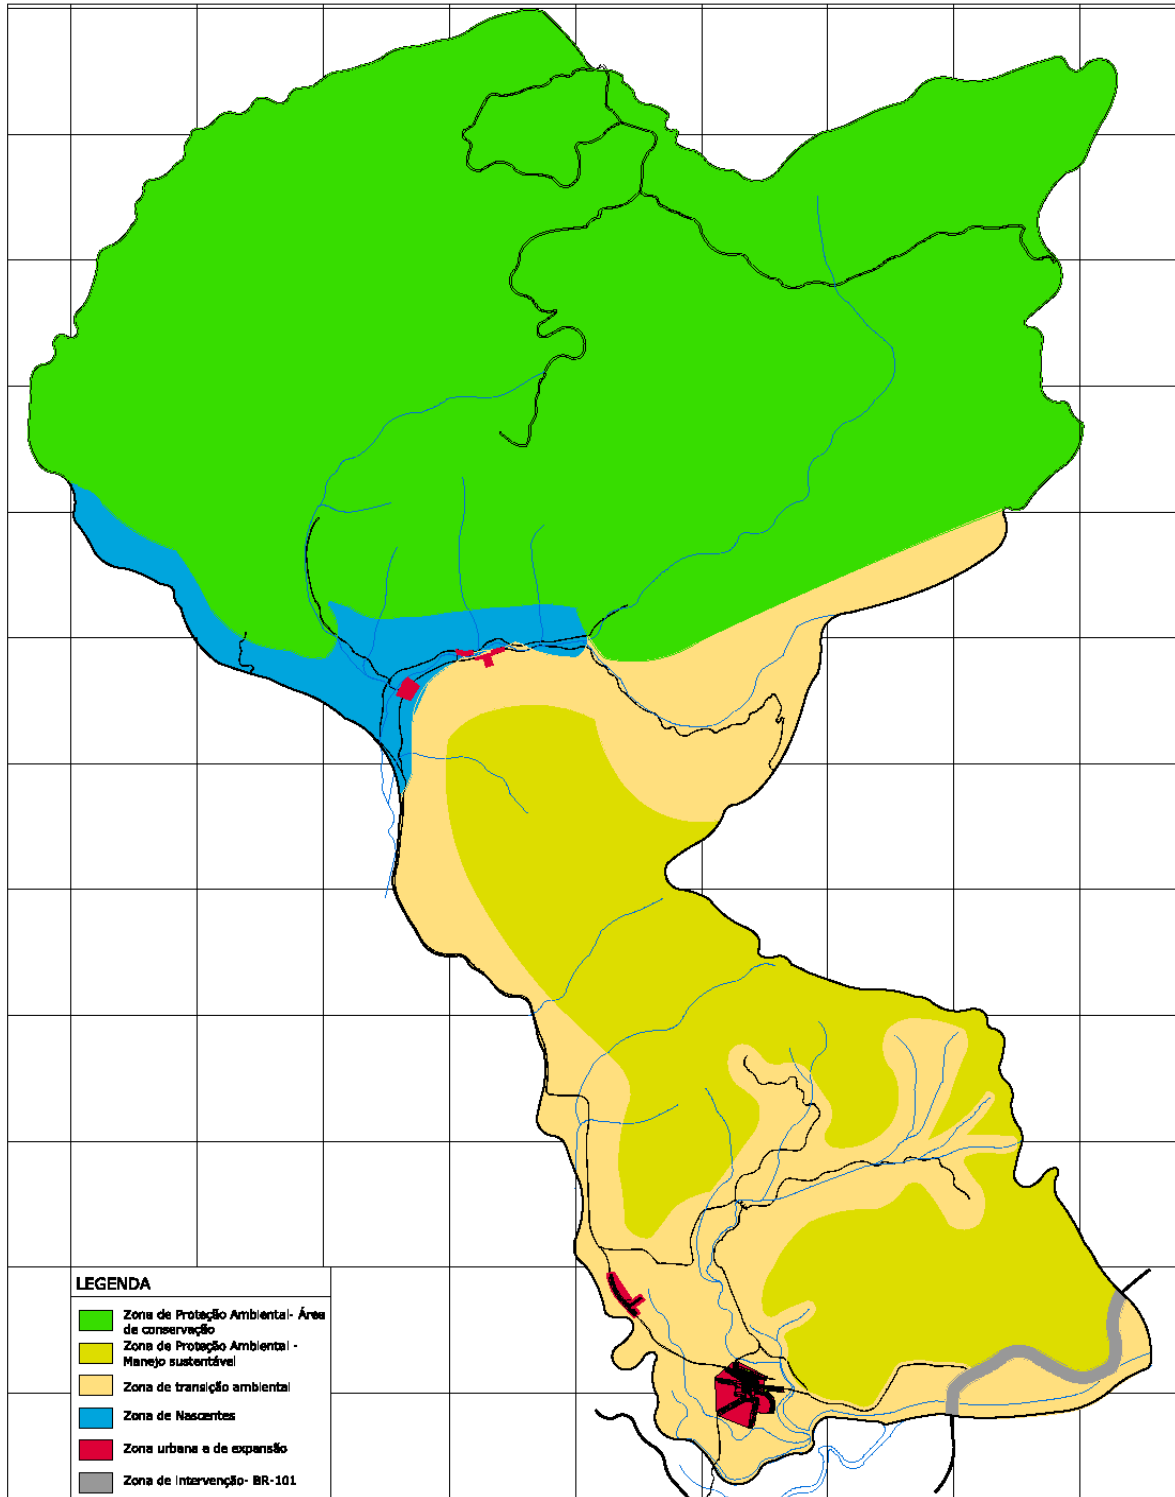 LEGENDA
Zona de Proteção Ambiental- Área
de conservação
Zona de Proteção Ambiental -
Manejo sustentável
Zona de transição ambiental
Zona de Nascentes
Zona urbana e de expansão
Zona de Intervenção- BR-101